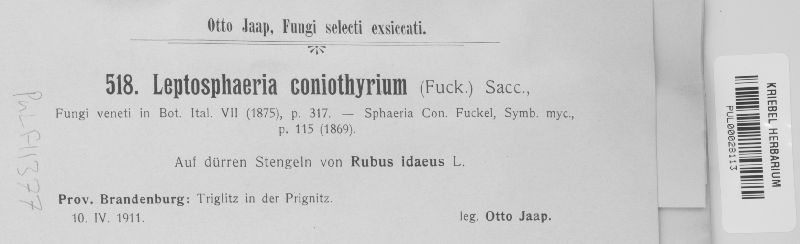 Otto Jaap, Fungi selecti exsiccati.
518. Leptosphaeria coniothyrium (Fuck.) Sacc.,
Fungi veneti in Bot. Ital. VII (1875), p. 317. — Sphaeria Con. Fuckel, Symb. myc.,
p. 115 (1869).
Auf dürren Stengeln von Rubus idaeus L.
Prov. Brandenburg: Triglitz in der Prignitz.
10. IV. 1911.
leg. Otto Jaap.
KRIEBEL HERBARIUM
PUL00028113